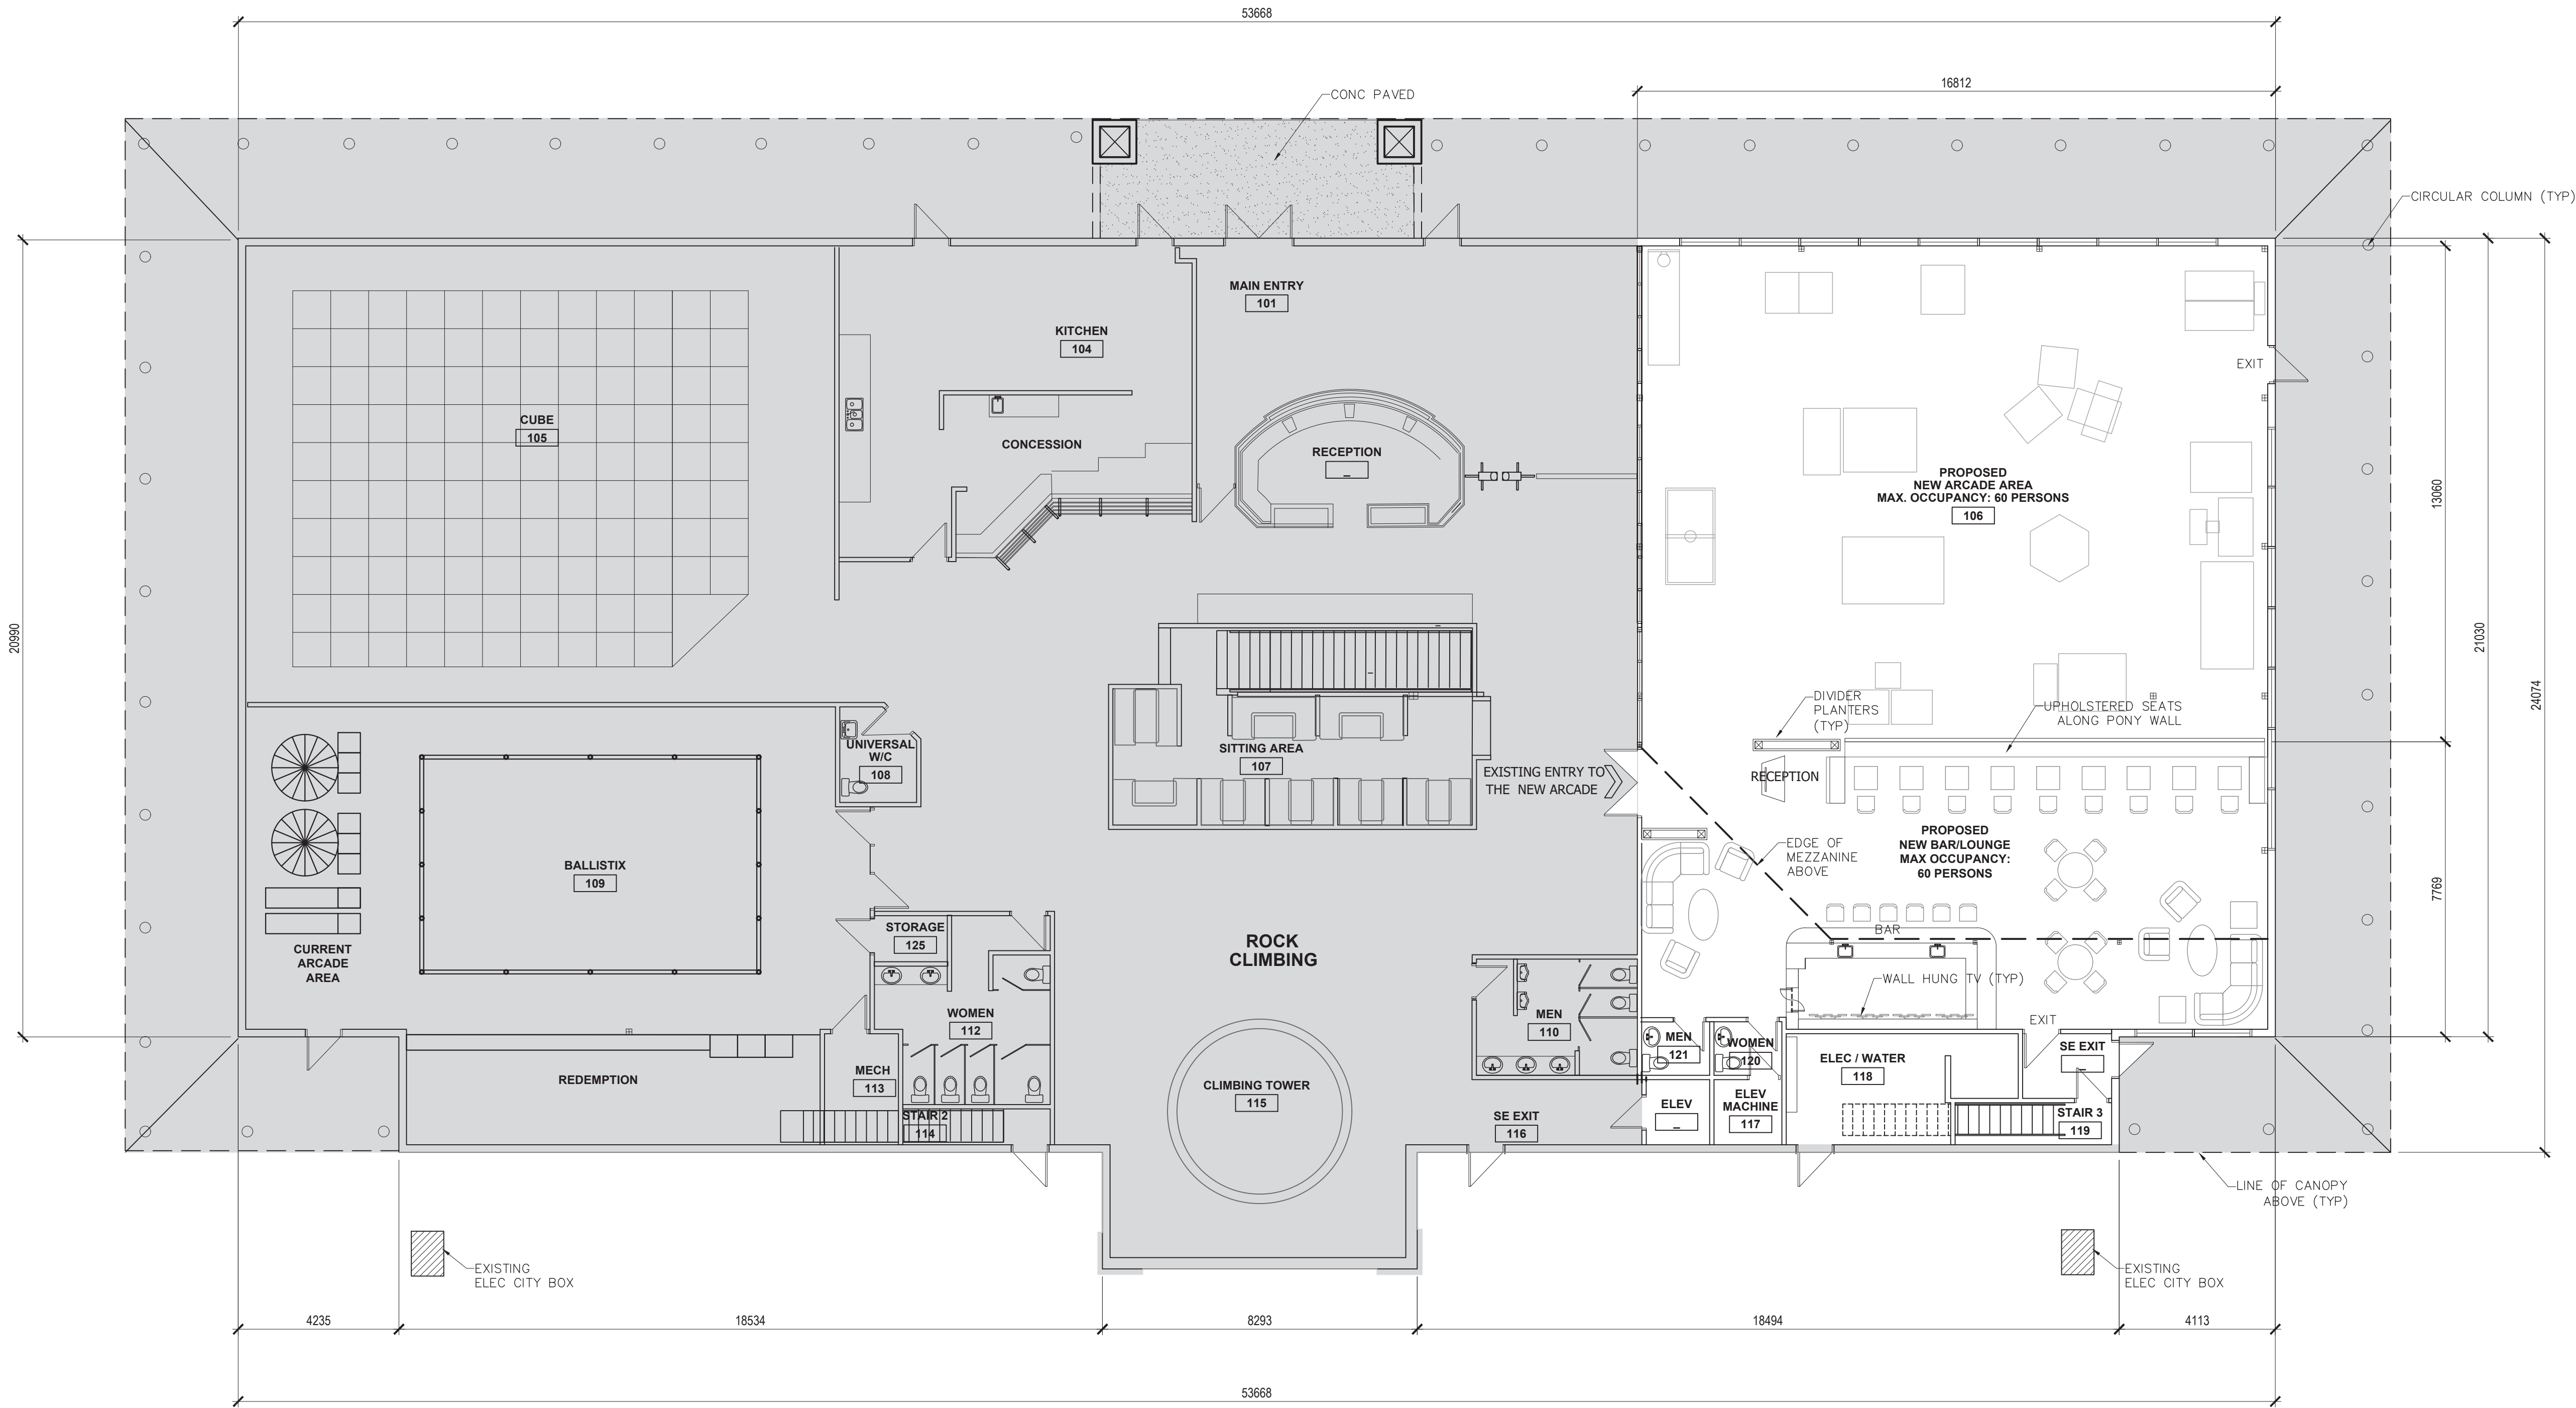 53668
16812
CONC PAVED
CIRCULAR COLUMN (TYP)
MAIN ENTRY
101
KITCHEN
104
EXIT
CUBE
105
CONCESSION
RECEPTION
PROPOSED
NEW ARCADE AREA
MAX. OCCUPANCY: 60 PERSONS
106
13060
20990
21030
24074
DIVIDER
PLANTERS
(TYP)
UPHOLSTERED SEATS
ALONG PONY WALL
UNIVERSAL
W/C
108
SITTING AREA
107
EXISTING ENTRY TO
THE NEW ARCADE
RECEPTION
PROPOSED
NEW BAR/LOUNGE
MAX OCCUPANCY:
60 PERSONS
EDGE OF
MEZZANINE
ABOVE
7769
BALLISTIX
109
CURRENT
ARCADE
AREA
STORAGE
125
ROCK
CLIMBING
BAR
WALL HUNG TV (TYP)
WOMEN
112
MEN
110
EXIT
MEN
121
WOMEN
120
ELEC / WATER
118
SE EXIT
REDEMPTION
MECH
113
CLIMBING TOWER
115
STAIR 2
114
SE EXIT
116
ELEV
ELEV
MACHINE
117
STAIR 3
119
LINE OF CANOPY
ABOVE (TYP)
EXISTING
ELEC CITY BOX
EXISTING
ELEC CITY BOX
4235
18534
8293
18494
4113
53668